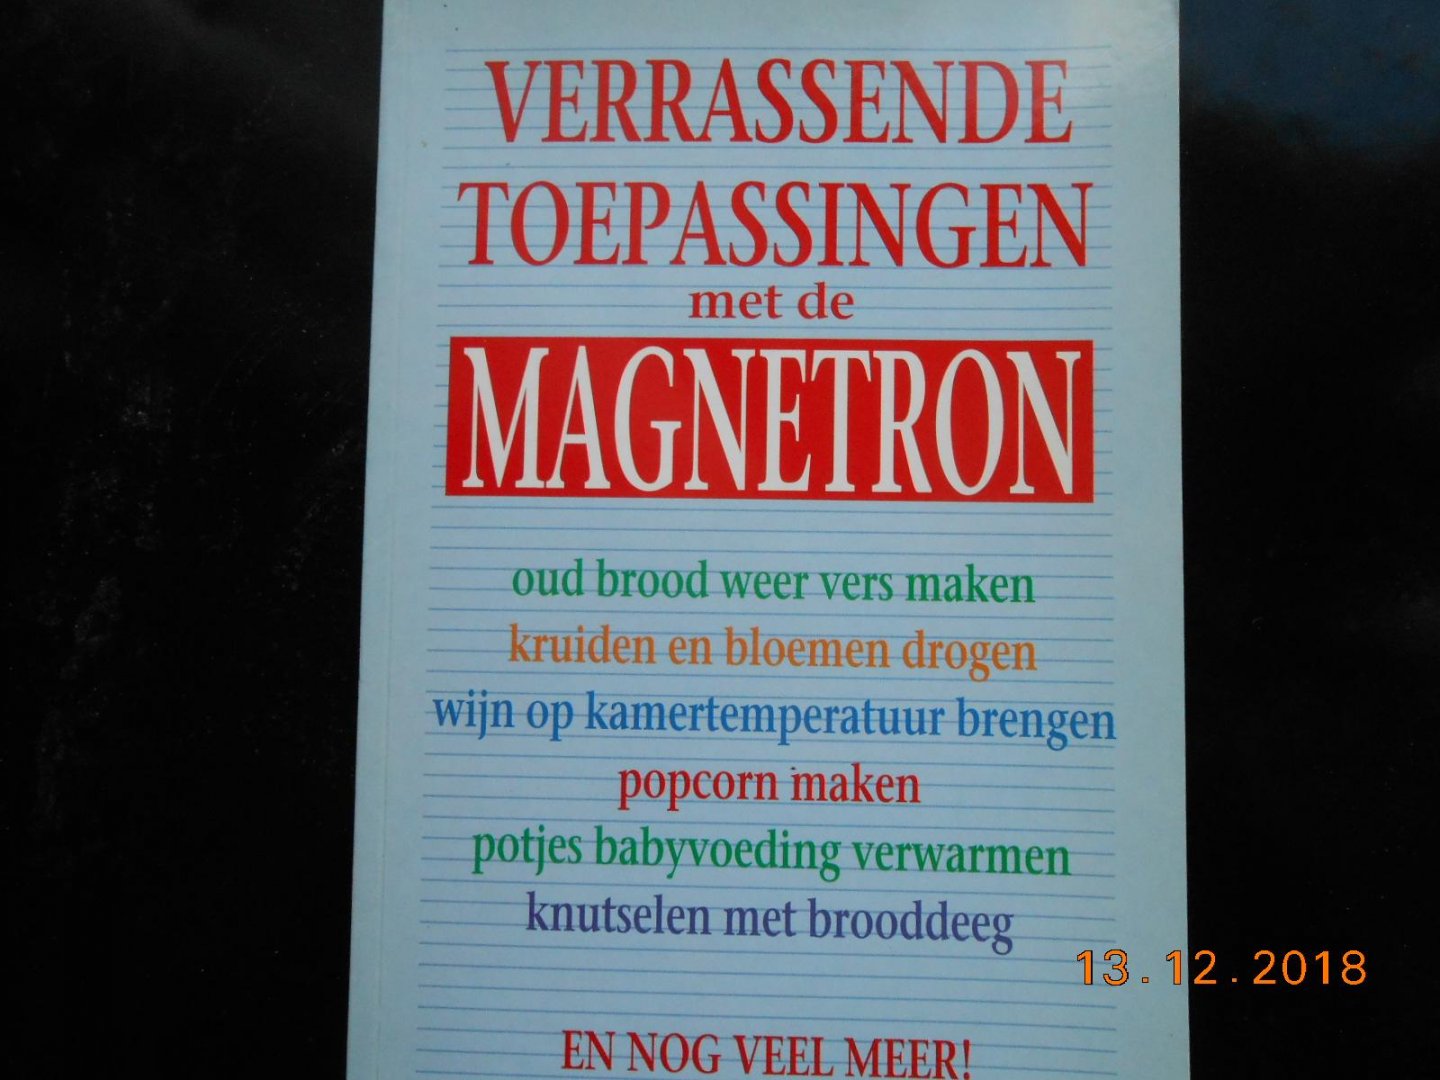 VERRASSENDE
TOEPASSINGEN
met de
MAGNETRON
oud brood weer vers maken
kruiden en bloemen drogen
wijn op kamertemperatuur brengen
popcorn maken
potjes babyvoeding verwarmen
knutselen met brooddeeg
13.12.2018
EN NOG VEEL MEER!